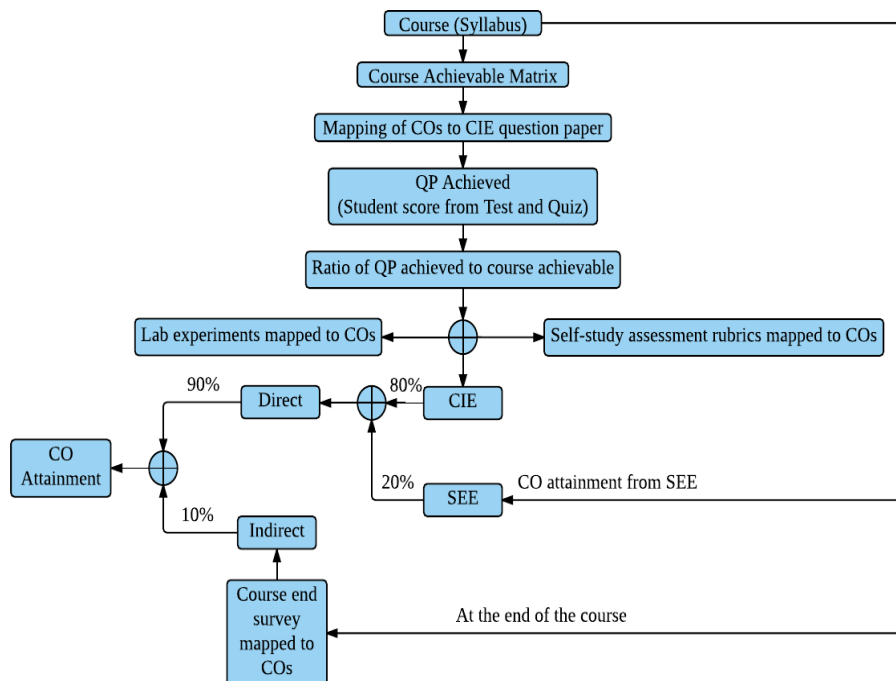 Course (Syllabus)
Course Achievable Matrix
Mapping of COs to CIE question paper
QP Achieved
(Student score from Test and Quiz)
Ratio of QP achieved to course achievable
Lab experiments mapped to COs
Self-study assessment rubrics mapped to COs
90%
Direct
80%
CIE
CO
Attainment
20%
SEE
CO attainment from SEE
10%
Indirect
Course end
survey
mapped to
COs
At the end of the course